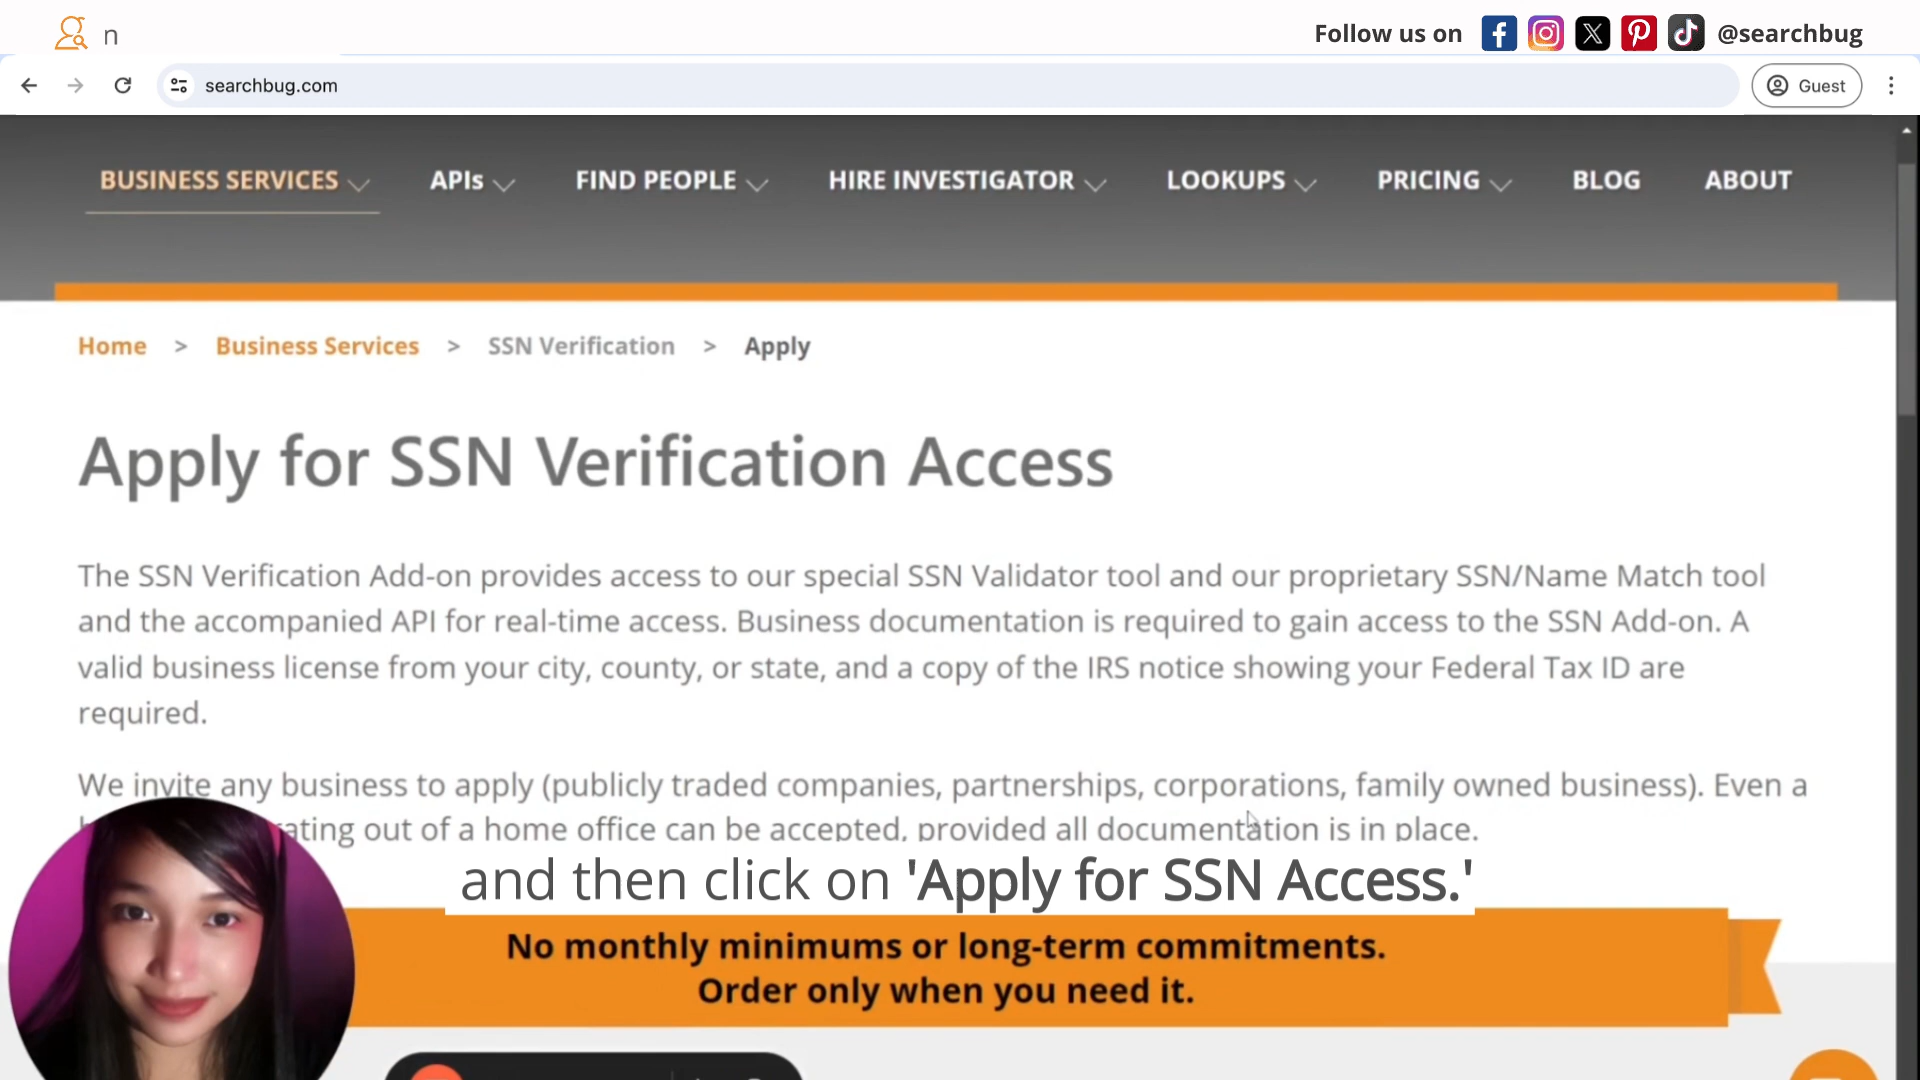 n
Follow us on @searchbug
searchbug.com
Guest
BUSINESS SERVICES APIs FIND PEOPLE HIRE INVESTIGATOR LOOKUPS PRICING BLOG ABOUT
Home > Business Services > SSN Verification > Apply
Apply for SSN Verification Access
The SSN Verification Add-on provides access to our special SSN Validator tool and our proprietary SSN/Name Match tool
and the accompanied API for real-time access. Business documentation is required to gain access to the SSN Add-on. A
valid business license from your city, county, or state, and a copy of the IRS notice showing your Federal Tax ID are
required.
We invite any business to apply (publicly traded companies, partnerships, corporations, family owned business). Even a
ating out of a home office can be accepted, provided all documentation is in place.
and then click on 'Apply for SSN Access.'
No monthly minimums or long-term commitments.
Order only when you need it.